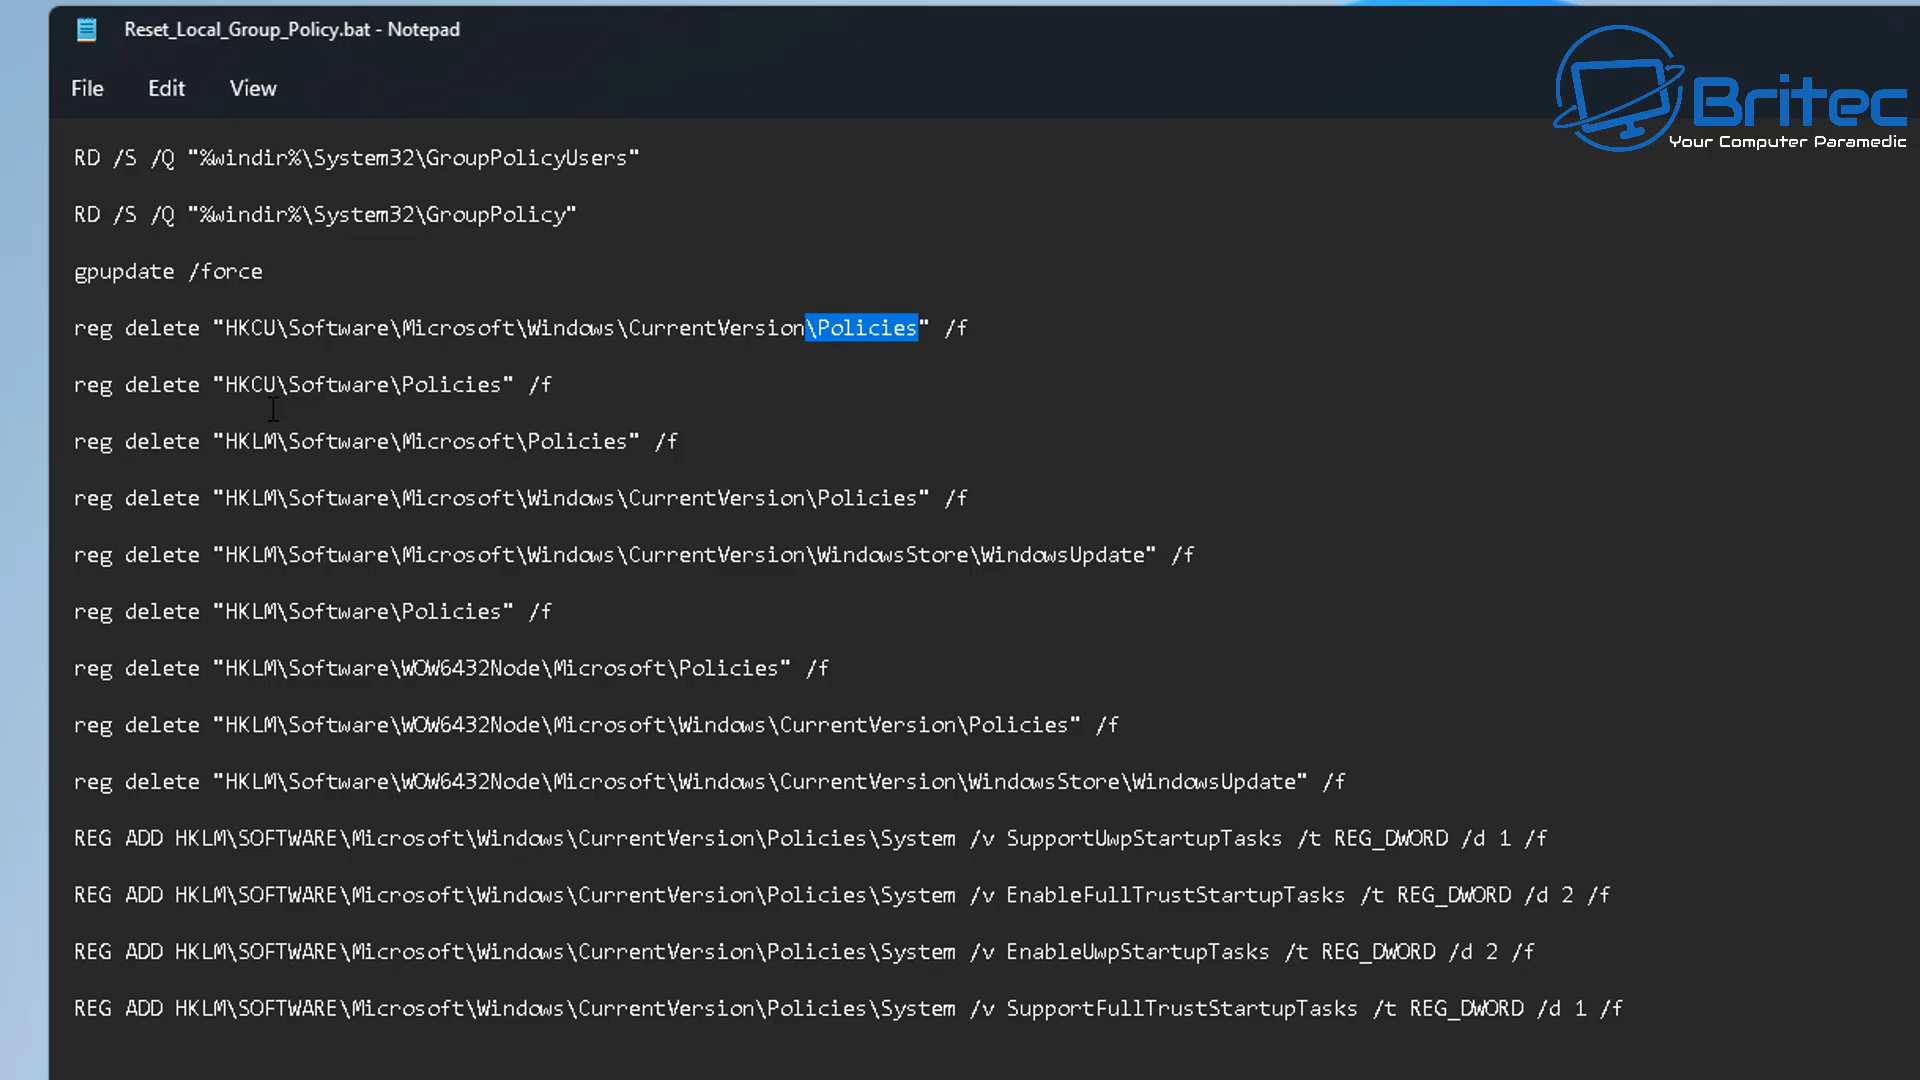 Reset_Local_Group_Policy.bat - Notepad
File Edit View
Britec
Your Computer Paramedic
RD /S /Q "%windir%\System32\GroupPolicyUsers"
RD /S /Q "%windir%\System32\GroupPolicy"
gpupdate /force
reg delete "HKCU\Software\Microsoft\Windows\CurrentVersion\Policies" /f
reg delete "HKCU\Software\Policies" /f
reg delete "HKLM\Software\Microsoft\Policies" /f
reg delete "HKLM\Software\Microsoft\Windows\CurrentVersion\Policies" /f
reg delete "HKLM\Software\Microsoft\Windows\CurrentVersion\WindowsStore\WindowsUpdate" /f
reg delete "HKLM\Software\Policies" /f
reg delete "HKLM\Software\WOW6432Node\Microsoft\Policies" /f
reg delete "HKLM\Software\WOW6432Node\Microsoft\Windows\CurrentVersion\Policies" /f
reg delete "HKLM\Software\WOW6432Node\Microsoft\Windows\CurrentVersion\WindowsStore\WindowsUpdate" /f
REG ADD HKLM\SOFTWARE\Microsoft\Windows\CurrentVersion\Policies\System /v SupportUwpStartupTasks /t REG_DWORD /d 1 /f
REG ADD HKLM\SOFTWARE\Microsoft\Windows\CurrentVersion\Policies\System /v EnableFullTrustStartupTasks /t REG_DWORD /d 2 /f
REG ADD HKLM\SOFTWARE\Microsoft\Windows\CurrentVersion\Policies\System /v EnableUwpStartupTasks /t REG_DWORD /d 2 /f
REG ADD HKLM\SOFTWARE\Microsoft\Windows\CurrentVersion\Policies\System /v SupportFullTrustStartupTasks /t REG_DWORD /d 1 /f